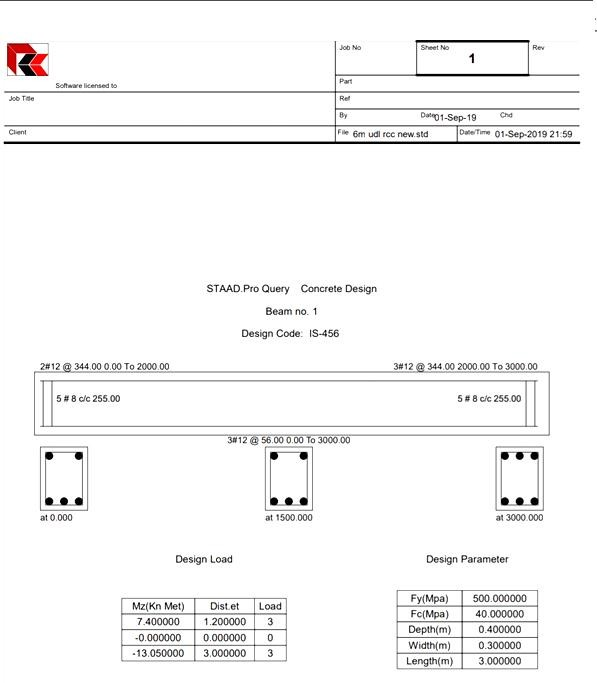 Job No
Sheet No
1
Rev
Software licensed to
Part
Job Title
Ref
By
Date01-Sep-19
Chd
Client
File 6m udl rcc new.std
Date/Time 01-Sep-2019 21:59
STAAD.Pro Query Concrete Design
Beam no. 1
Design Code: IS-456
2#12 @ 344.00 0.00 To 2000.00
3#12 @ 344.00 2000.00 To 3000.00
5 # 8 c/c 255.00
5 # 8 c/c 255.00
3#12 @ 56.00 0.00 To 3000.00
at 0.000
at 1500.000
at 3000.000
Design Load
Design Parameter
Mz(Kn Met) Dist.et Load
7.400000 1.200000 3
-0.000000 0.000000 0
-13.050000 3.000000 3
Fy(Mpa) 500.000000
Fc(Mpa) 40.000000
Depth(m) 0.400000
Width(m) 0.300000
Length(m) 3.000000